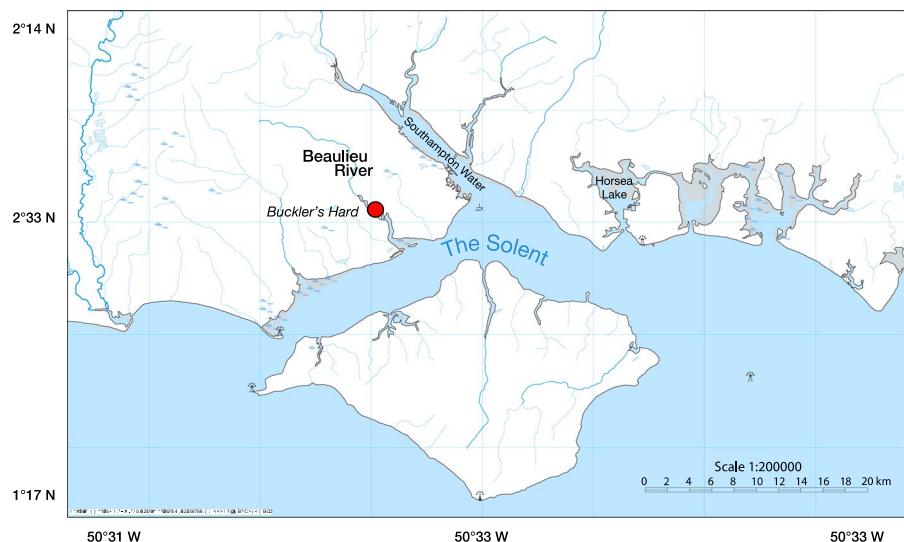 2°14 N
Southampton Water
Beaulieu
River
Horsea
Lake
Buckler's Hard
2°33 N
The Solent
Scale 1:200000
0 2 4 6 8 10 12 14 16 18 20 km
1°17 N
50°31 W
50°33 W
50°33 W